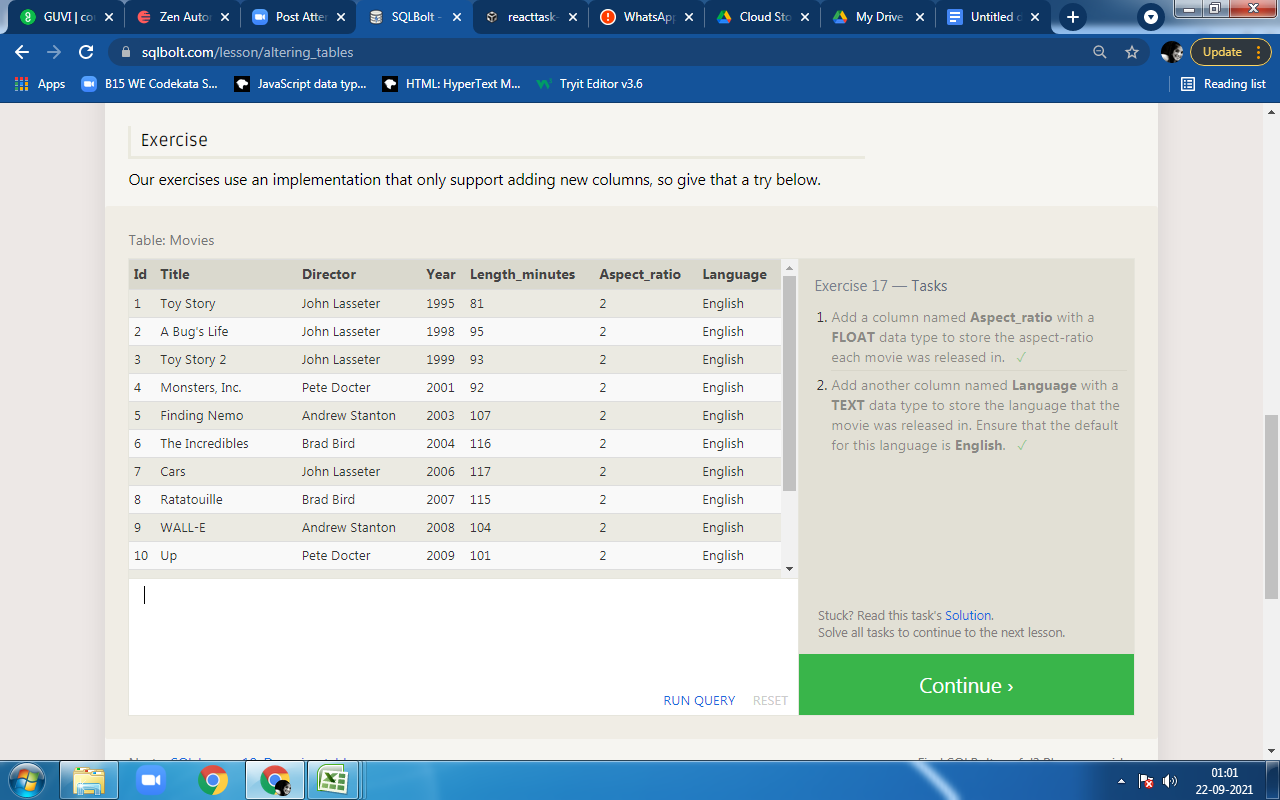 GUVI | co
Zen Auto
Post Atte
SQLBolt -
reacttask-
WhatsApp
Cloud Sto
My Drive
Untitled d
sqlbolt.com/lesson/altering_tables
Update
Apps
B15 WE Codekata S...
JavaScript data typ...
HTML: HyperText M...
Tryit Editor v3.6
Reading list
Exercise
Our exercises use an implementation that only support adding new columns, so give that a try below.
Table: Movies
Id Title Director Year Length_minutes Aspect_ratio Language
1 Toy Story John Lasseter 1995 81 2 English
2 A Bug's Life John Lasseter 1998 95 2 English
3 Toy Story 2 John Lasseter 1999 93 2 English
4 Monsters, Inc. Pete Docter 2001 92 2 English
5 Finding Nemo Andrew Stanton 2003 107 2 English
6 The Incredibles Brad Bird 2004 116 2 English
7 Cars John Lasseter 2006 117 2 English
8 Ratatouille Brad Bird 2007 115 2 English
9 WALL-E Andrew Stanton 2008 104 2 English
10 Up Pete Docter 2009 101 2 English
RUN QUERY RESET
Exercise 17 — Tasks
1. Add a column named Aspect_ratio with a
FLOAT data type to store the aspect-ratio
each movie was released in. ✓
2. Add another column named Language with a
TEXT data type to store the language that the
movie was released in. Ensure that the default
for this language is English. ✓
Stuck? Read this task's Solution.
Solve all tasks to continue to the next lesson.
Continue ›
01:01
22-09-2021